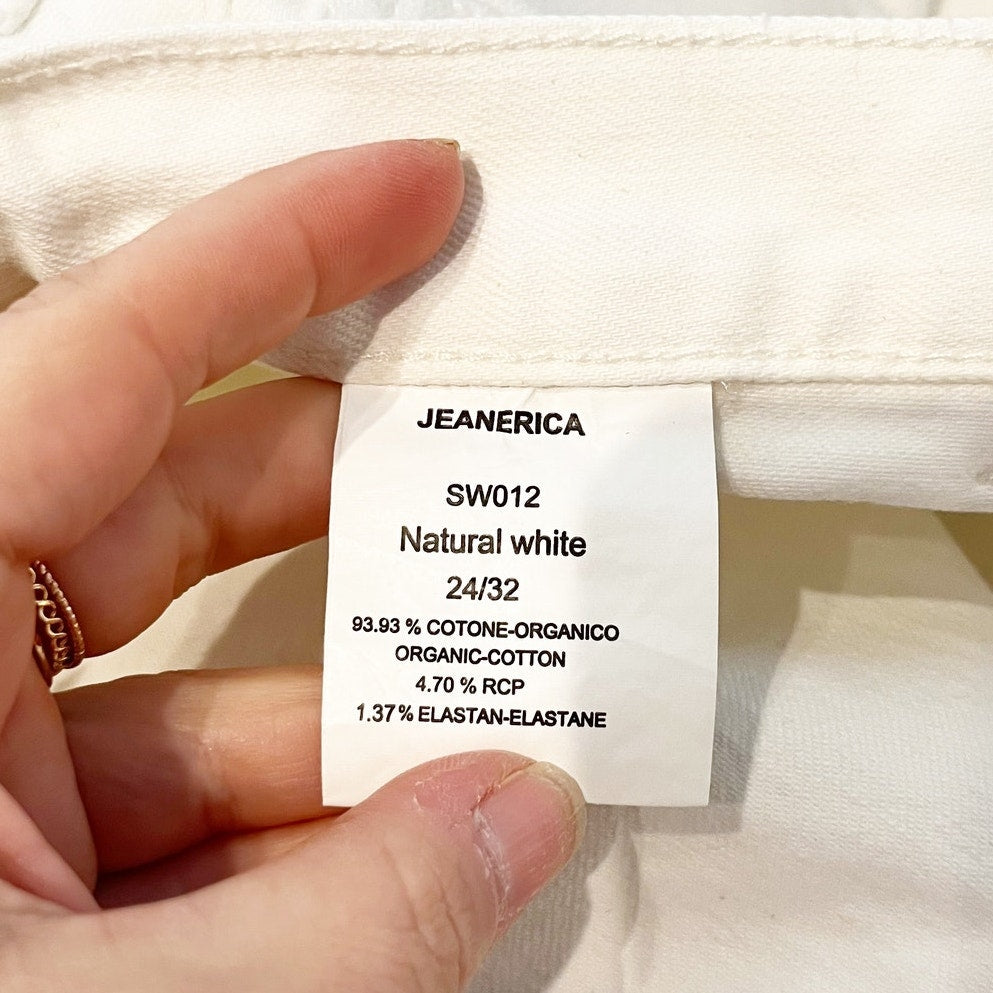 JEANERICA
SW012
Natural white
24/32
93.93 % COTONE-ORGANICO
ORGANIC-COTTON
4.70 % RCP
1.37% ELASTAN-ELASTANE